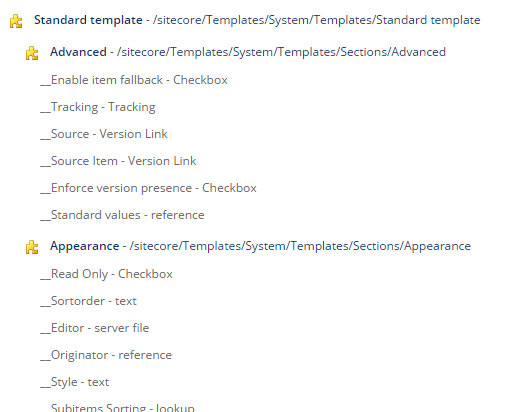 Standard template - /sitecore/Templates/System/Templates/Standard template
Advanced - /sitecore/Templates/System/Templates/Sections/Advanced
__Enable item fallback - Checkbox
__Tracking - Tracking
__Source - Version Link
__Source Item - Version Link
__Enforce version presence - Checkbox
__Standard values - reference
Appearance - /sitecore/Templates/System/Templates/Sections/Appearance
__Read Only - Checkbox
__Sortorder - text
__Editor - server file
__Originator - reference
__Style - text
__Subitems Sorting - lookup